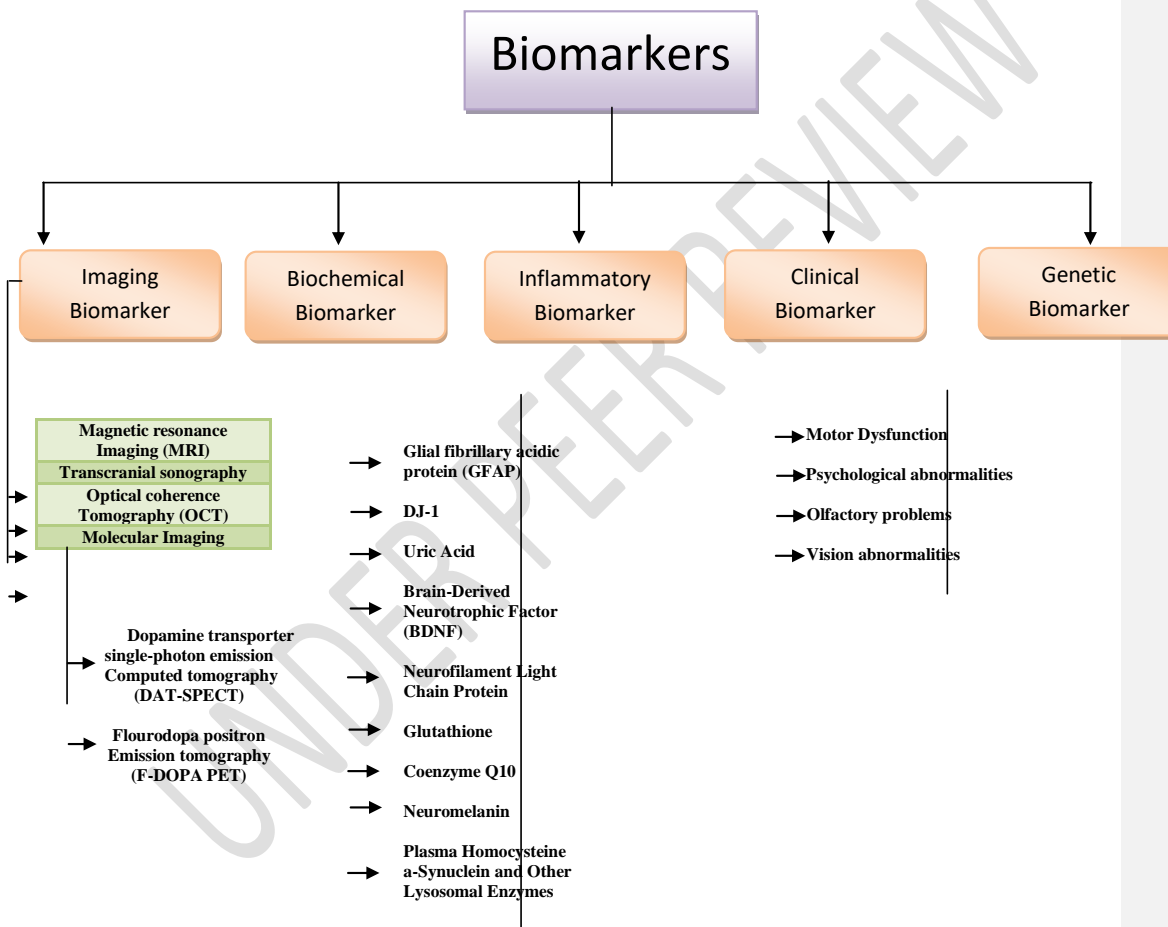 Biomarkers
Imaging
Biomarker
Biochemical
Biomarker
Inflammatory
Biomarker
Clinical
Biomarker
Genetic
Biomarker
Magnetic resonance
Imaging (MRI)
Transcranial sonography
Optical coherence
Tomography (OCT)
Molecular Imaging
Dopamine transporter
single-photon emission
Computed tomography
(DAT-SPECT)
Flourodopa positron
Emission tomography
(F-DOPA PET)
Glial fibrillary acidic
protein (GFAP)
DJ-1
Uric Acid
Brain-Derived
Neurotrophic Factor
(BDNF)
Neurofilament Light
Chain Protein
Glutathione
Coenzyme Q10
Neuromelanin
Plasma Homocysteine
a-Synuclein and Other
Lysosomal Enzymes
Motor Dysfunction
Psychological abnormalities
Olfactory problems
Vision abnormalities
UNDER PEER REVIEW